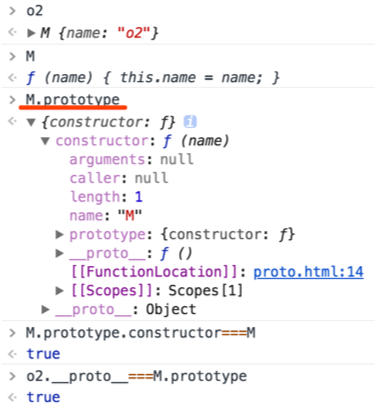 > o2
<· ▶ M {name: "o2"}
> M
<· ƒ (name) { this.name = name; }
> M.prototype
<· ▼ {constructor: ƒ} i
▼ constructor: ƒ (name)
arguments: null
caller: null
length: 1
name: "M"
▶ prototype: {constructor: ƒ}
▶ __proto__: ƒ ()
[[FunctionLocation]]: proto.html:14
▶ [[Scopes]]: Scopes[1]
▶ __proto__: Object
> M.prototype.constructor===M
<· true
> o2.__proto__===M.prototype
<· true